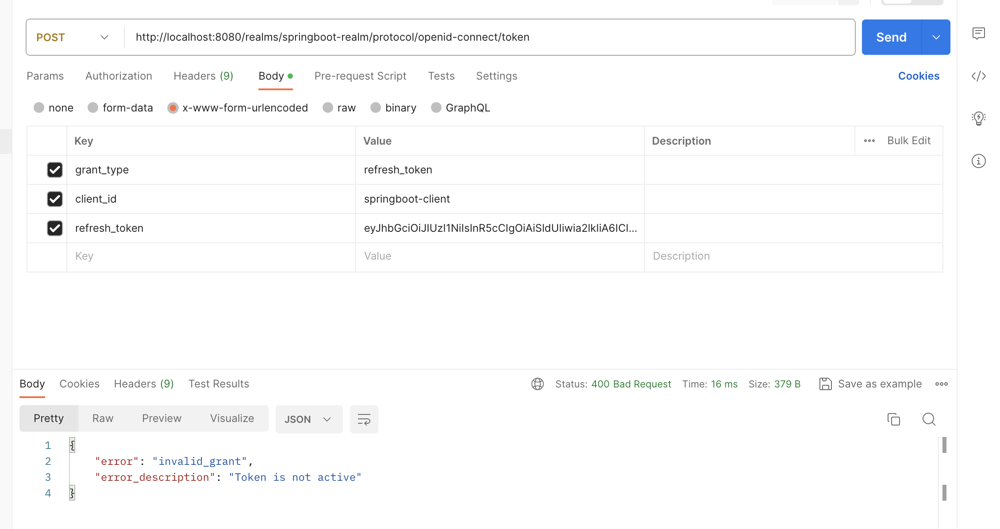 POST http://localhost:8080/realms/springboot-realm/protocol/openid-connect/token Send
Params Authorization Headers (9) Body Pre-request Script Tests Settings Cookies
none form-data x-www-form-urlencoded raw binary GraphQL
Key Value Description Bulk Edit
grant_type refresh_token
client_id springboot-client
refresh_token eyJhbGciOiJIUzI1NiIsInR5cCIgOiAiSldUIiwia2lkIiA6ICI...
Key Value Description
Body Cookies Headers (9) Test Results Status: 400 Bad Request Time: 16 ms Size: 379 B Save as example
Pretty Raw Preview Visualize JSON
1 {
2 "error": "invalid_grant",
3 "error_description": "Token is not active"
4 }